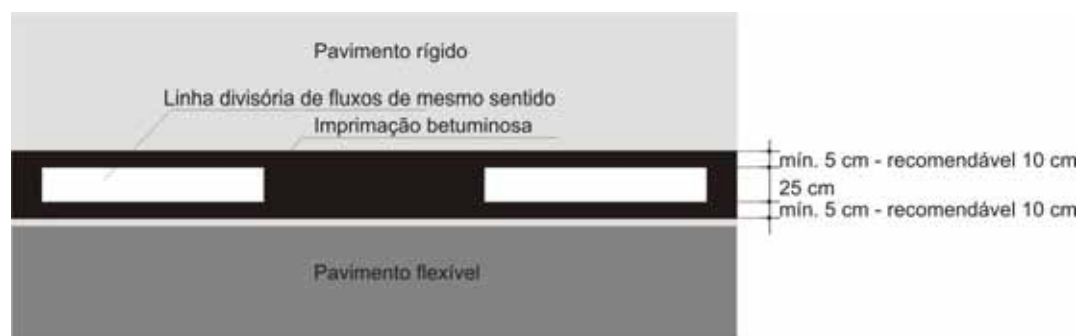 Pavimento rígido
Linha divisória de fluxos de mesmo sentido
Imprimação betuminosa
mín. 5 cm - recomendável 10 cm
25 cm
mín. 5 cm - recomendável 10 cm
Pavimento flexível